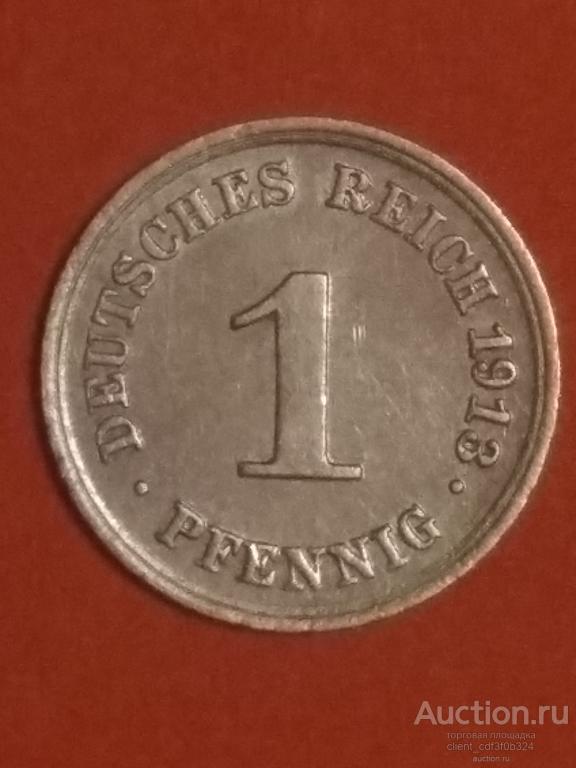 DEUTSCHES REICH 1913
1
· PFENNIG ·
Auction.ru
торговая площадка
client_cdf3f0b324
auction.ru